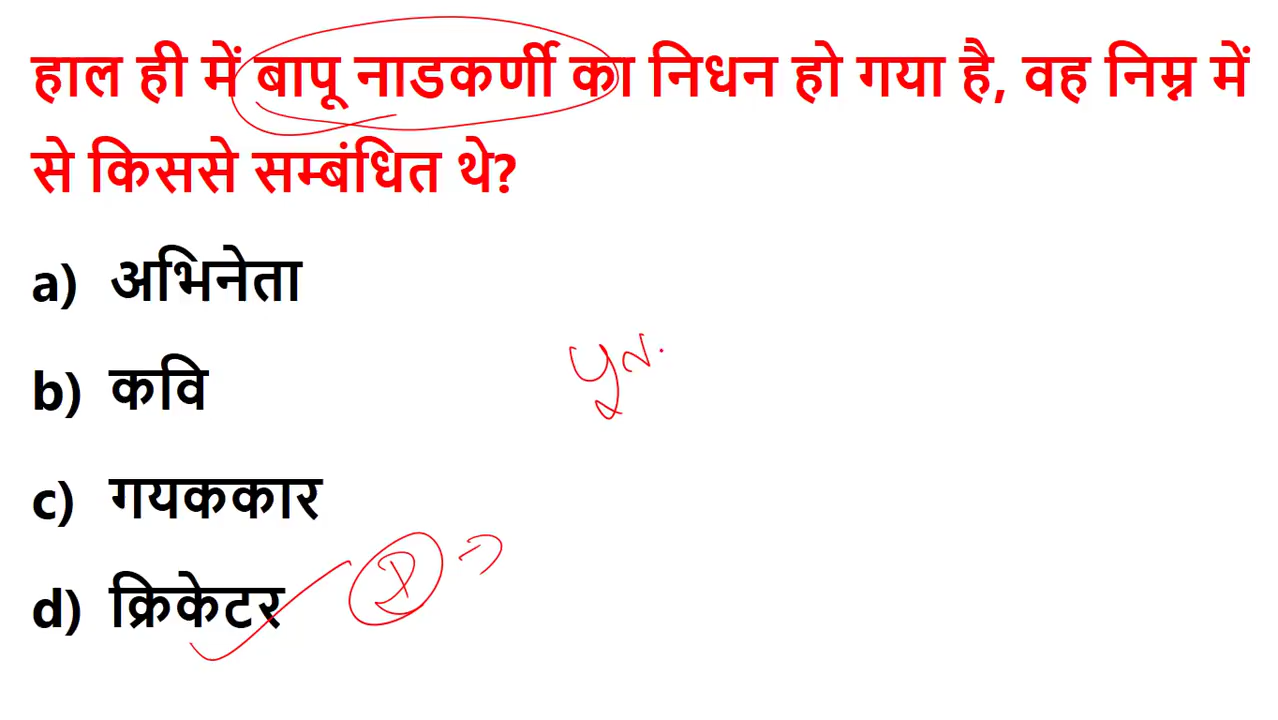 हाल ही में बापू नाडकर्णी का निधन हो गया है, वह निम्न में
से किससे सम्बंधित थे?
a) अभिनेता
b) कवि
c) गयककार
d) क्रिकेटर